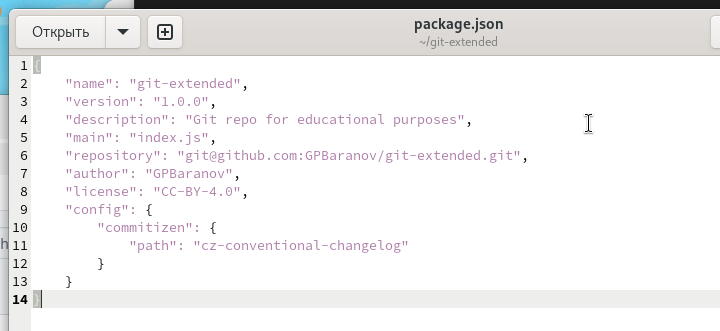 Открыть
package.json
~/git-extended
1 {
2     "name": "git-extended",
3     "version": "1.0.0",
4     "description": "Git repo for educational purposes",
5     "main": "index.js",
6     "repository": "git@github.com:GPBaranov/git-extended.git",
7     "author": "GPBaranov",
8     "license": "CC-BY-4.0",
9     "config": {
10         "commitizen": {
11             "path": "cz-conventional-changelog"
12         }
13     }
14 }